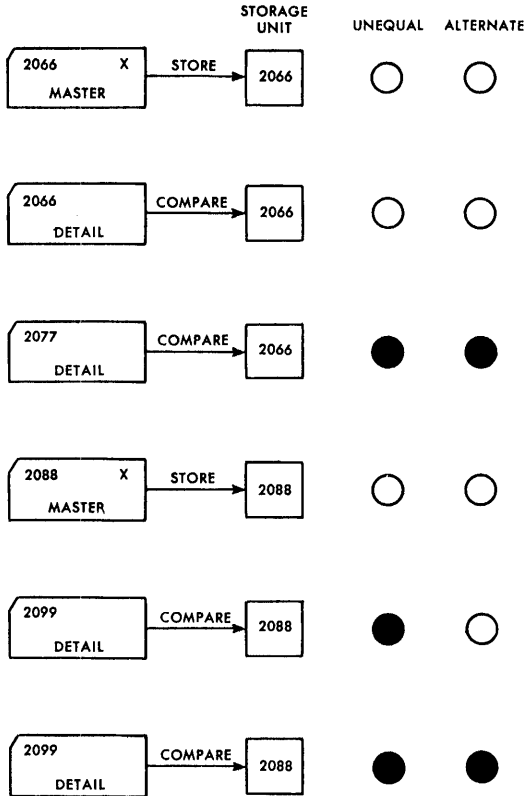 STORAGE
UNIT UNEQUAL ALTERNATE
2066 X STORE 2066
MASTER
2066 COMPARE 2066
DETAIL
2077 COMPARE 2066
DETAIL
2088 X STORE 2088
MASTER
2099 COMPARE 2088
DETAIL
2099 COMPARE 2088
DETAIL